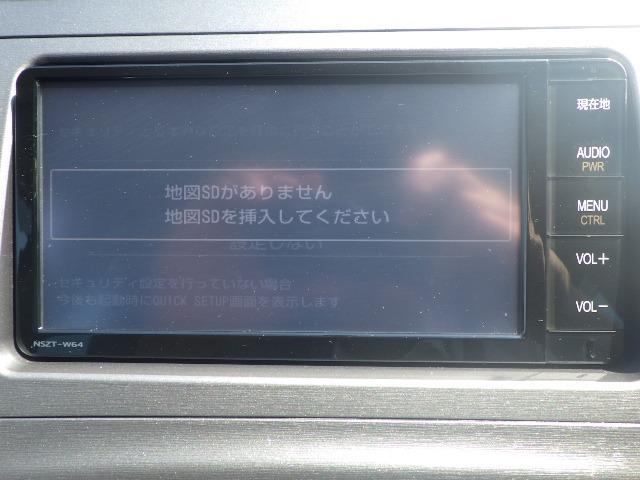 地図SDがありません
地図SDを挿入してください
設定しない
セキュリティ設定を行っていない場合
今後も起動時にQUICK SETUP画面を表示します
NSZT-W64
現在地
AUDIO
PWR
MENU
CTRL
VOL+
VOL-